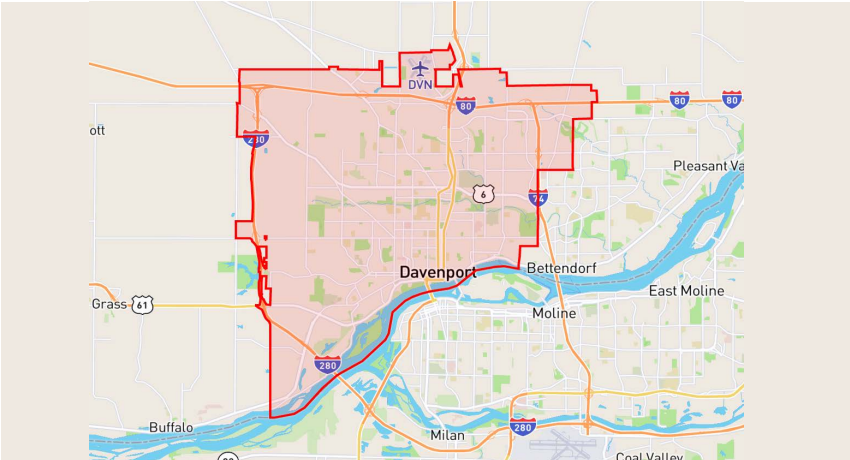 DVN
80
80
80
ott
280
Pleasant Va
6
74
Davenport
Bettendorf
East Moline
Grass
61
Moline
280
Buffalo
Milan
280
Coal Valley